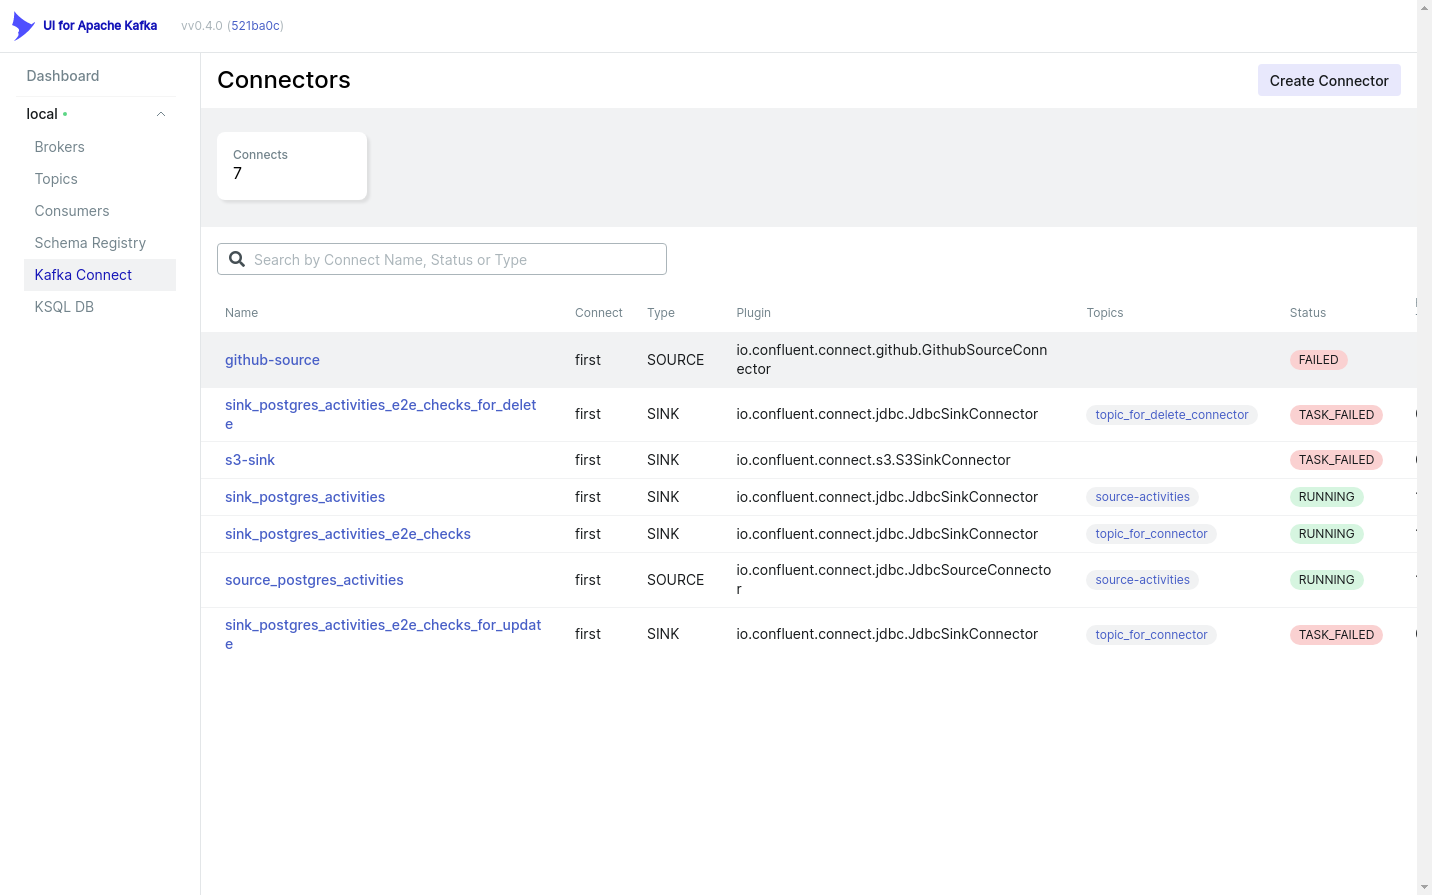 UI for Apache Kafka vv0.4.0 (521ba0c)
Dashboard
local
Brokers
Topics
Consumers
Schema Registry
Kafka Connect
KSQL DB
Connectors
Create Connector
Connects
7
Search by Connect Name, Status or Type
Name Connect Type Plugin Topics Status
github-source first SOURCE io.confluent.connect.github.GithubSourceConn
ector FAILED
sink_postgres_activities_e2e_checks_for_delet
e first SINK io.confluent.connect.jdbc.JdbcSinkConnector topic_for_delete_connector TASK_FAILED
s3-sink first SINK io.confluent.connect.s3.S3SinkConnector TASK_FAILED
sink_postgres_activities first SINK io.confluent.connect.jdbc.JdbcSinkConnector source-activities RUNNING
sink_postgres_activities_e2e_checks first SINK io.confluent.connect.jdbc.JdbcSinkConnector topic_for_connector RUNNING
source_postgres_activities first SOURCE io.confluent.connect.jdbc.JdbcSourceConnecto
r source-activities RUNNING
sink_postgres_activities_e2e_checks_for_updat
e first SINK io.confluent.connect.jdbc.JdbcSinkConnector topic_for_connector TASK_FAILED